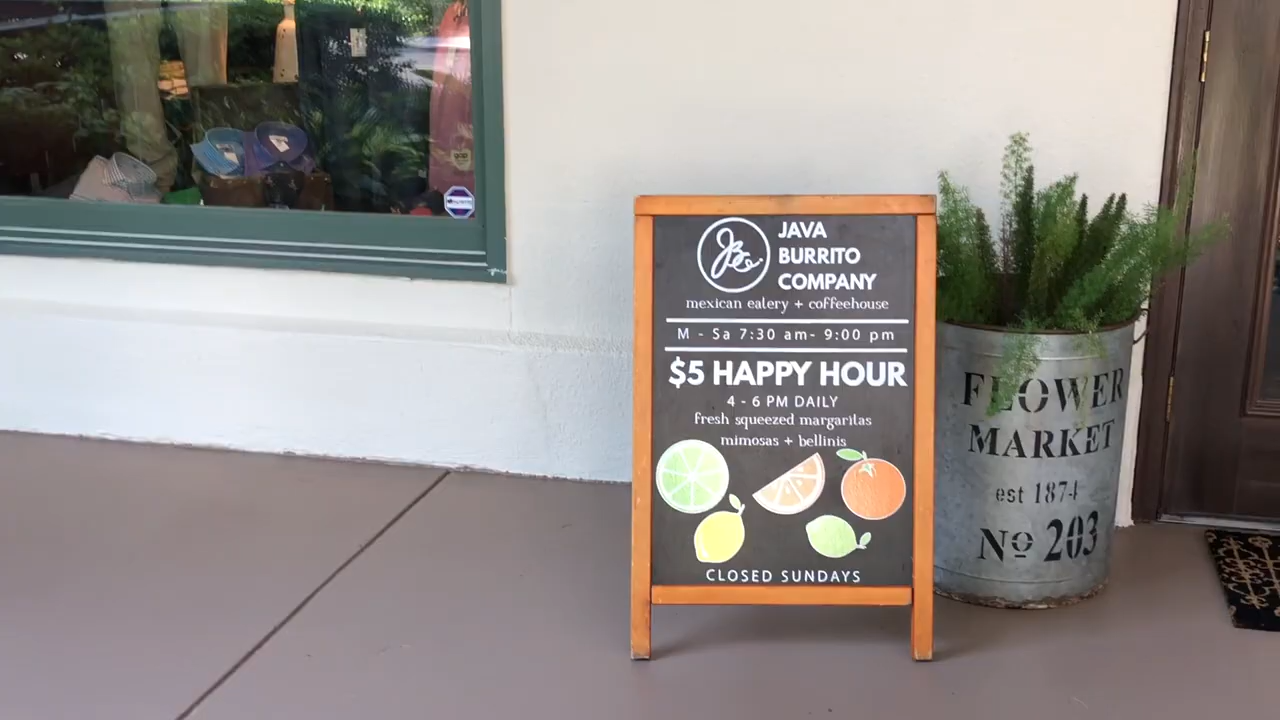 JBCo.
JAVA
BURRITO
COMPANY
mexican eatery + coffeehouse
M - Sa 7:30 am- 9:00 pm
$5 HAPPY HOUR
4 - 6 PM DAILY
fresh squeezed margaritas
mimosas + bellinis
CLOSED SUNDAYS
FLOWER
MARKET
est 1874
No 203